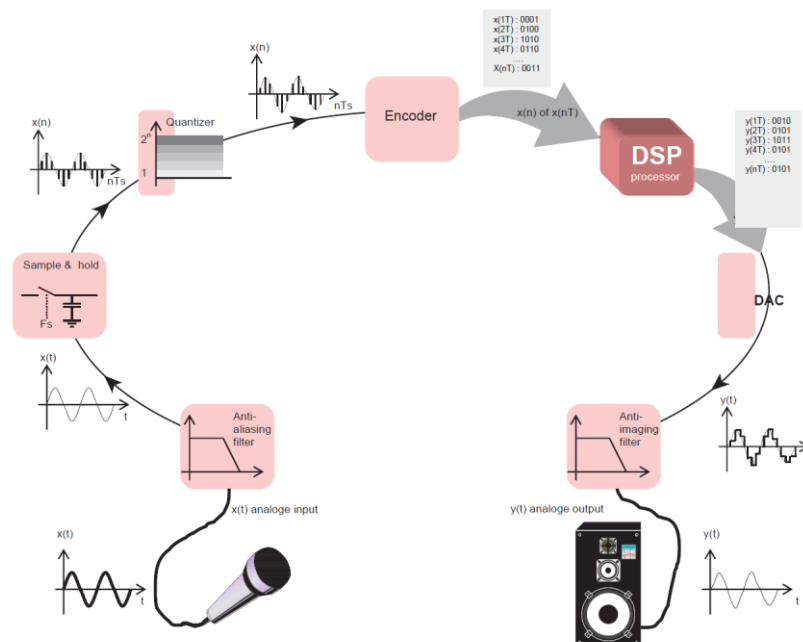 x(n)
nTs
x(1T) : 0001
x(2T) : 0100
x(3T) : 1010
x(4T) : 0110
....
X(nT) : 0011
Encoder
x(n) of x(nT)
x(n)
nTs
Quantizer
2ⁿ
1
DSP
processor
y(1T) : 0010
y(2T) : 0101
y(3T) : 1011
y(4T) : 0101
....
y(nT) : 0101
Sample & hold
Fs
DAC
x(t)
t
Anti-
aliasing
filter
Anti-
imaging
filter
y(t)
t
x(t) analoge input
y(t) analoge output
x(t)
t
y(t)
t